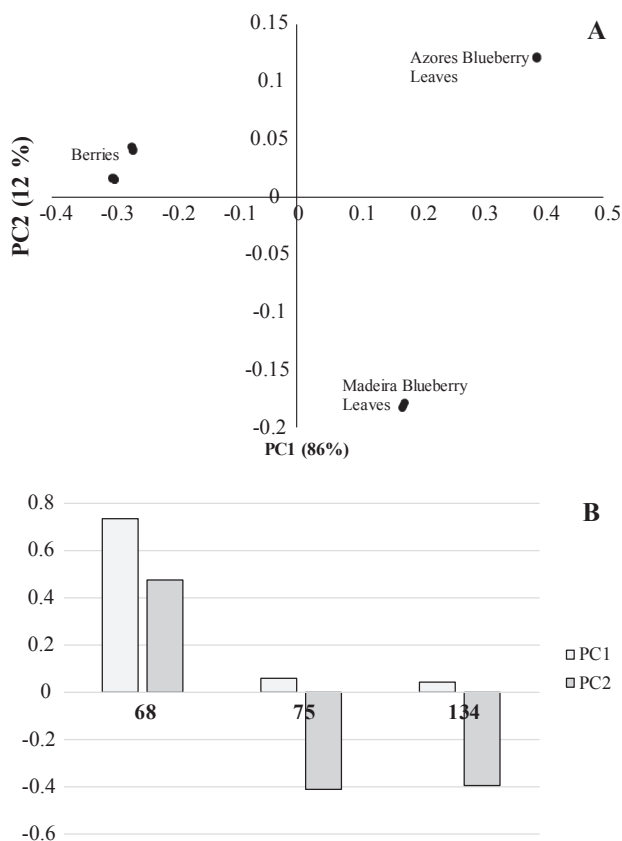 A
0.15
Azores Blueberry
Leaves
0.1
0.05
Berries
0
-0.4 -0.3 -0.2 -0.1 0 0.1 0.2 0.3 0.4 0.5
-0.05
-0.1
-0.15
Madeira Blueberry
Leaves
-0.2
PC2 (12 %)
PC1 (86%)
B
0.8
0.6
0.4
0.2
0
-0.2
-0.4
-0.6
68 75 134
PC1
PC2